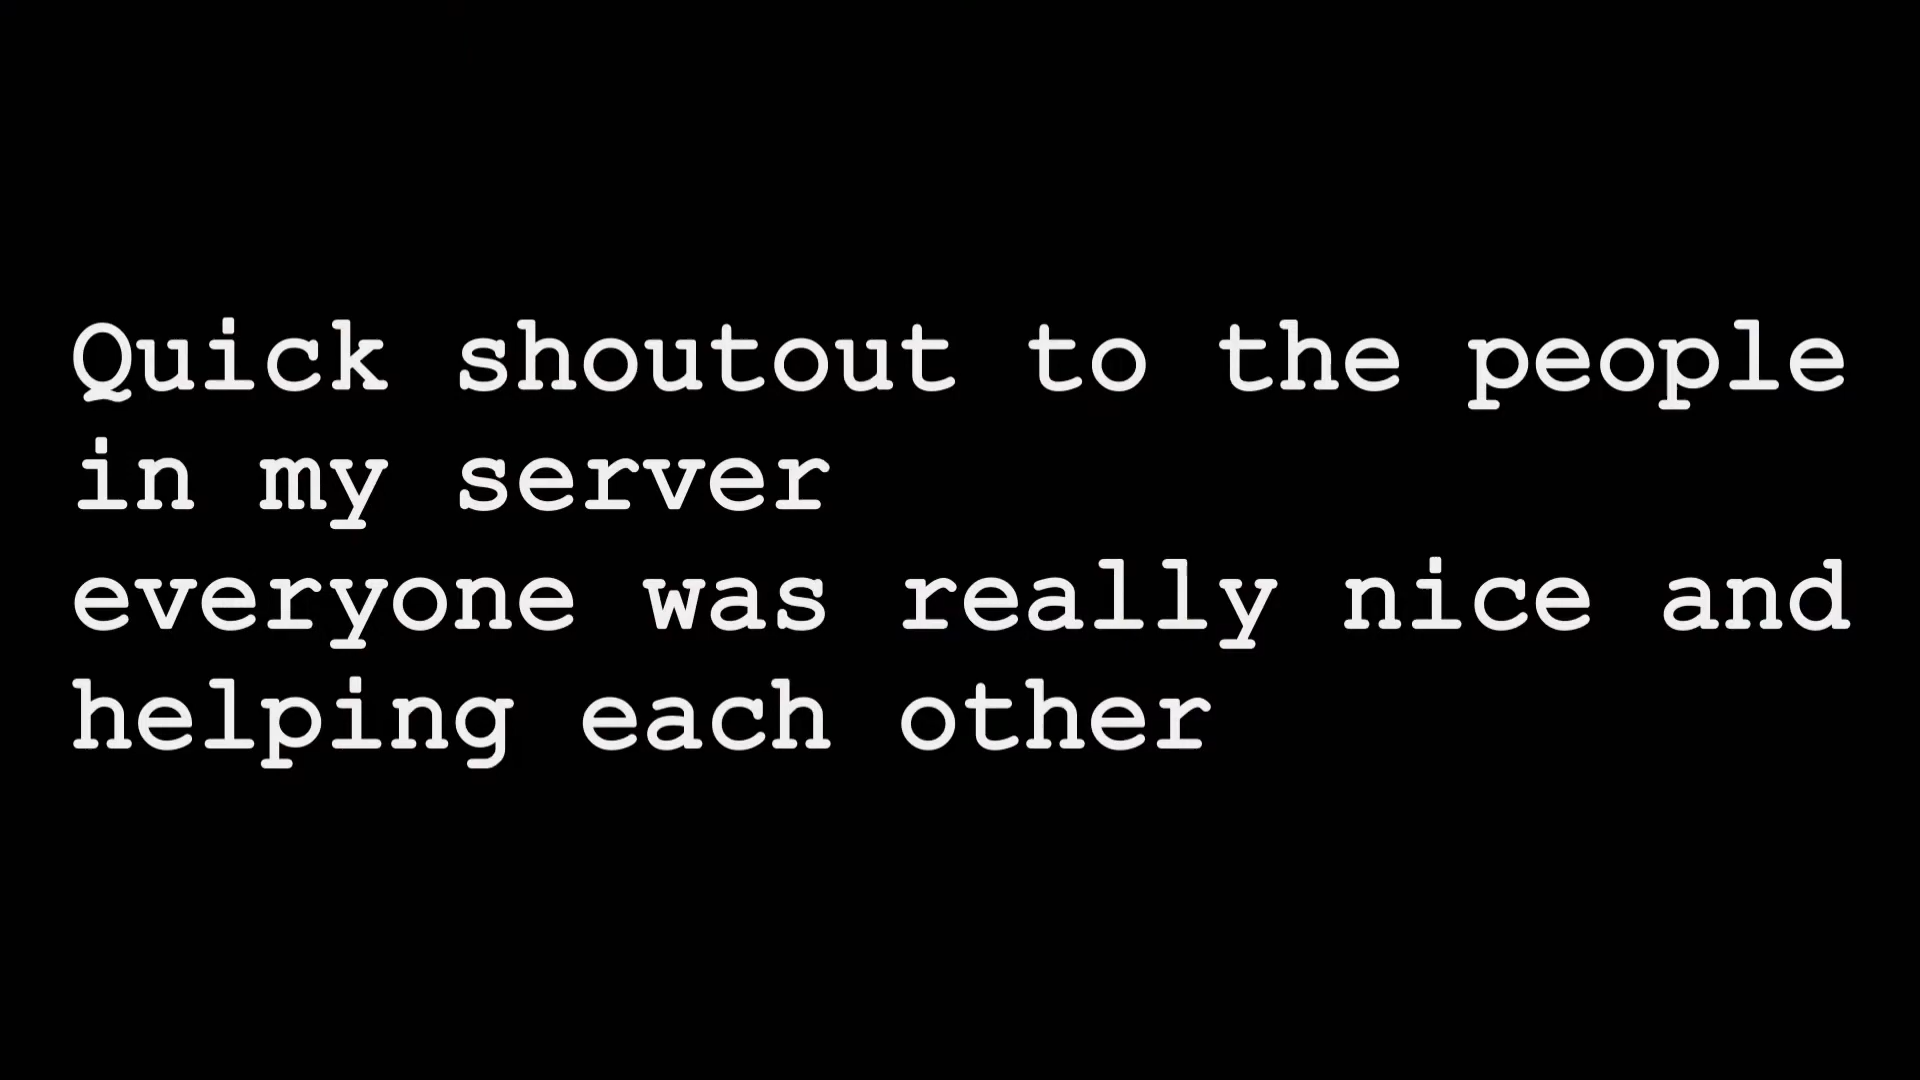 Quick shoutout to the people
in my server
everyone was really nice and
helping each other